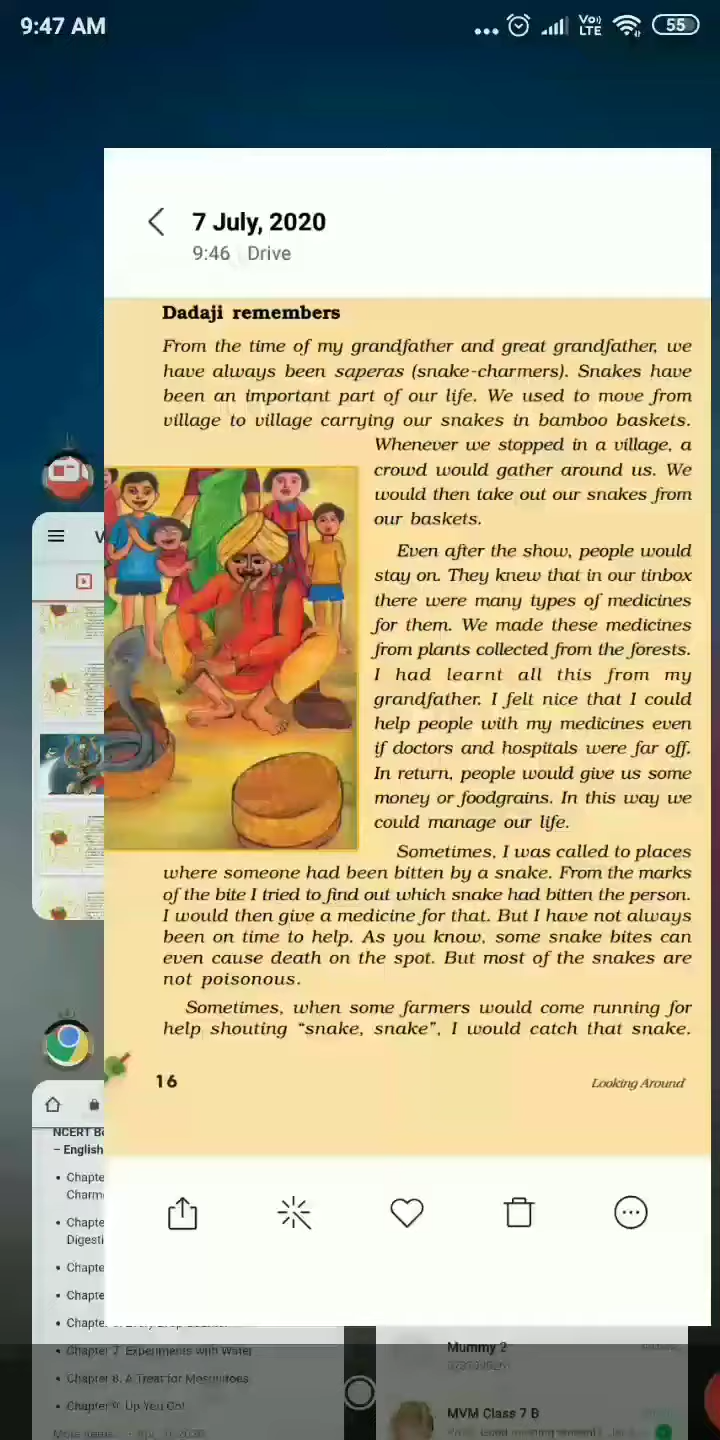 9:47 AM
Vo))
LTE
55
7 July, 2020
9:46 Drive
Dadaji remembers
From the time of my grandfather and great grandfather, we
have always been saperas (snake-charmers). Snakes have
been an important part of our life. We used to move from
village to village carrying our snakes in bamboo baskets.
Whenever we stopped in a village, a
crowd would gather around us. We
would then take out our snakes from
our baskets.
Even after the show, people would
stay on. They knew that in our tinbox
there were many types of medicines
for them. We made these medicines
from plants collected from the forests.
I had learnt all this from my
grandfather. I felt nice that I could
help people with my medicines even
if doctors and hospitals were far off.
In return, people would give us some
money or foodgrains. In this way we
could manage our life.
Sometimes, I was called to places
where someone had been bitten by a snake. From the marks
of the bite I tried to find out which snake had bitten the person.
I would then give a medicine for that. But I have not always
been on time to help. As you know, some snake bites can
even cause death on the spot. But most of the snakes are
not poisonous.
Sometimes, when some farmers would come running for
help shouting “snake, snake”, I would catch that snake.
16
Looking Around
NCERT
– English
• Chapte
Charm
• Chapte
Digesti
• Chapte
• Chapte
• Chapte
• Chapter 7. Experiments with Water
• Chapter 8. A Treat for Mosquitoes
• Chapter 9. Up You Go!
Mummy 2
MVM Class 7 B